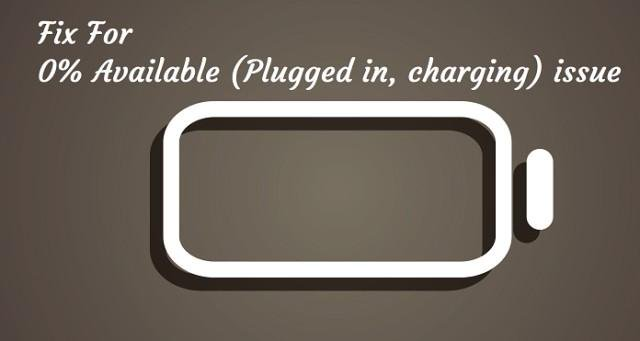 Fix For
0% Available (Plugged in, charging) issue